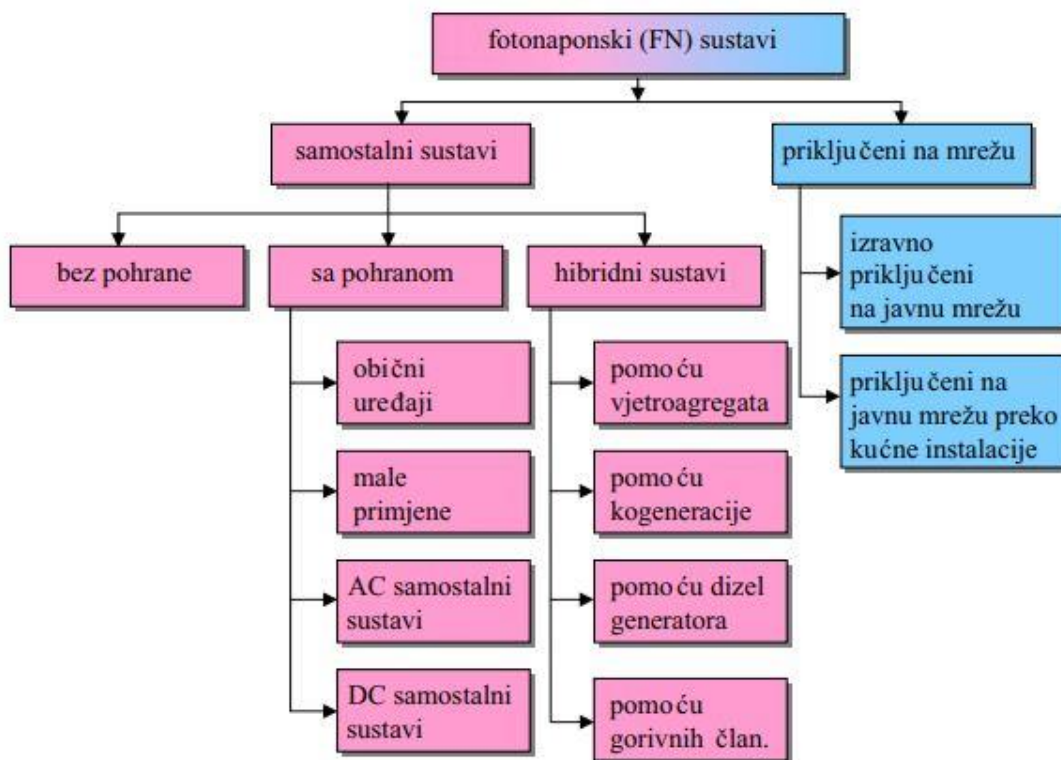 fotonaponski (FN) sustavi
samostalni sustavi
priključeni na mrežu
bez pohrane
sa pohranom
hibridni sustavi
izravno
priključeni
na javnu mrežu
priključeni na
javnu mrežu preko
kućne instalacije
obični
uređaji
male
primjene
AC samostalni
sustavi
DC samostalni
sustavi
pomoću
vjetroagregata
pomoću
kogeneracije
pomoću dizel
generatora
pomoću
gorivnih član.